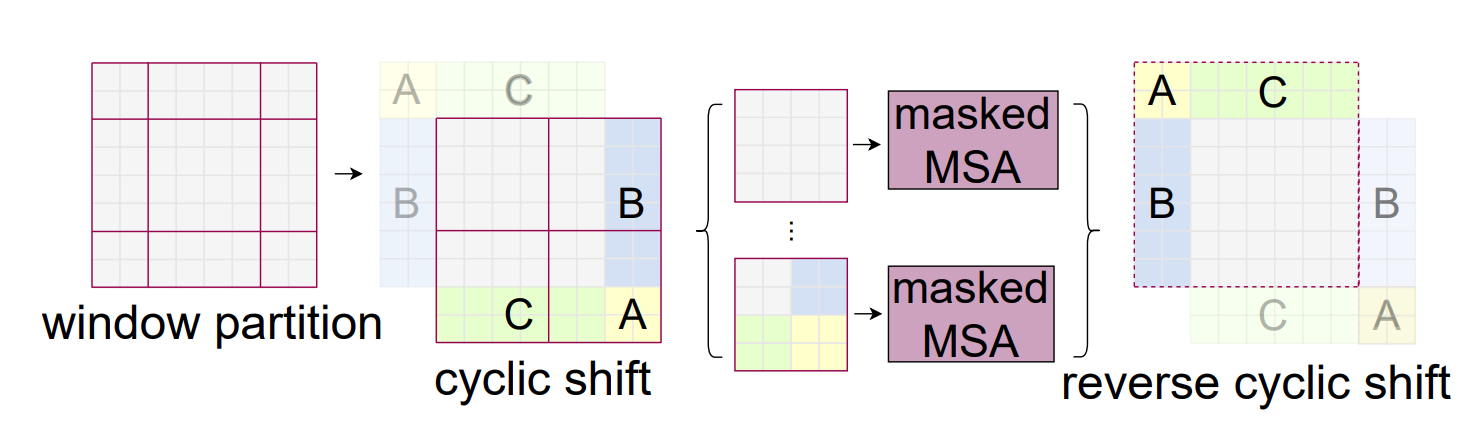 A
C
B
B
C
A
window partition
cyclic shift
masked
MSA
⋮
masked
MSA
A
C
B
B
C
A
reverse cyclic shift